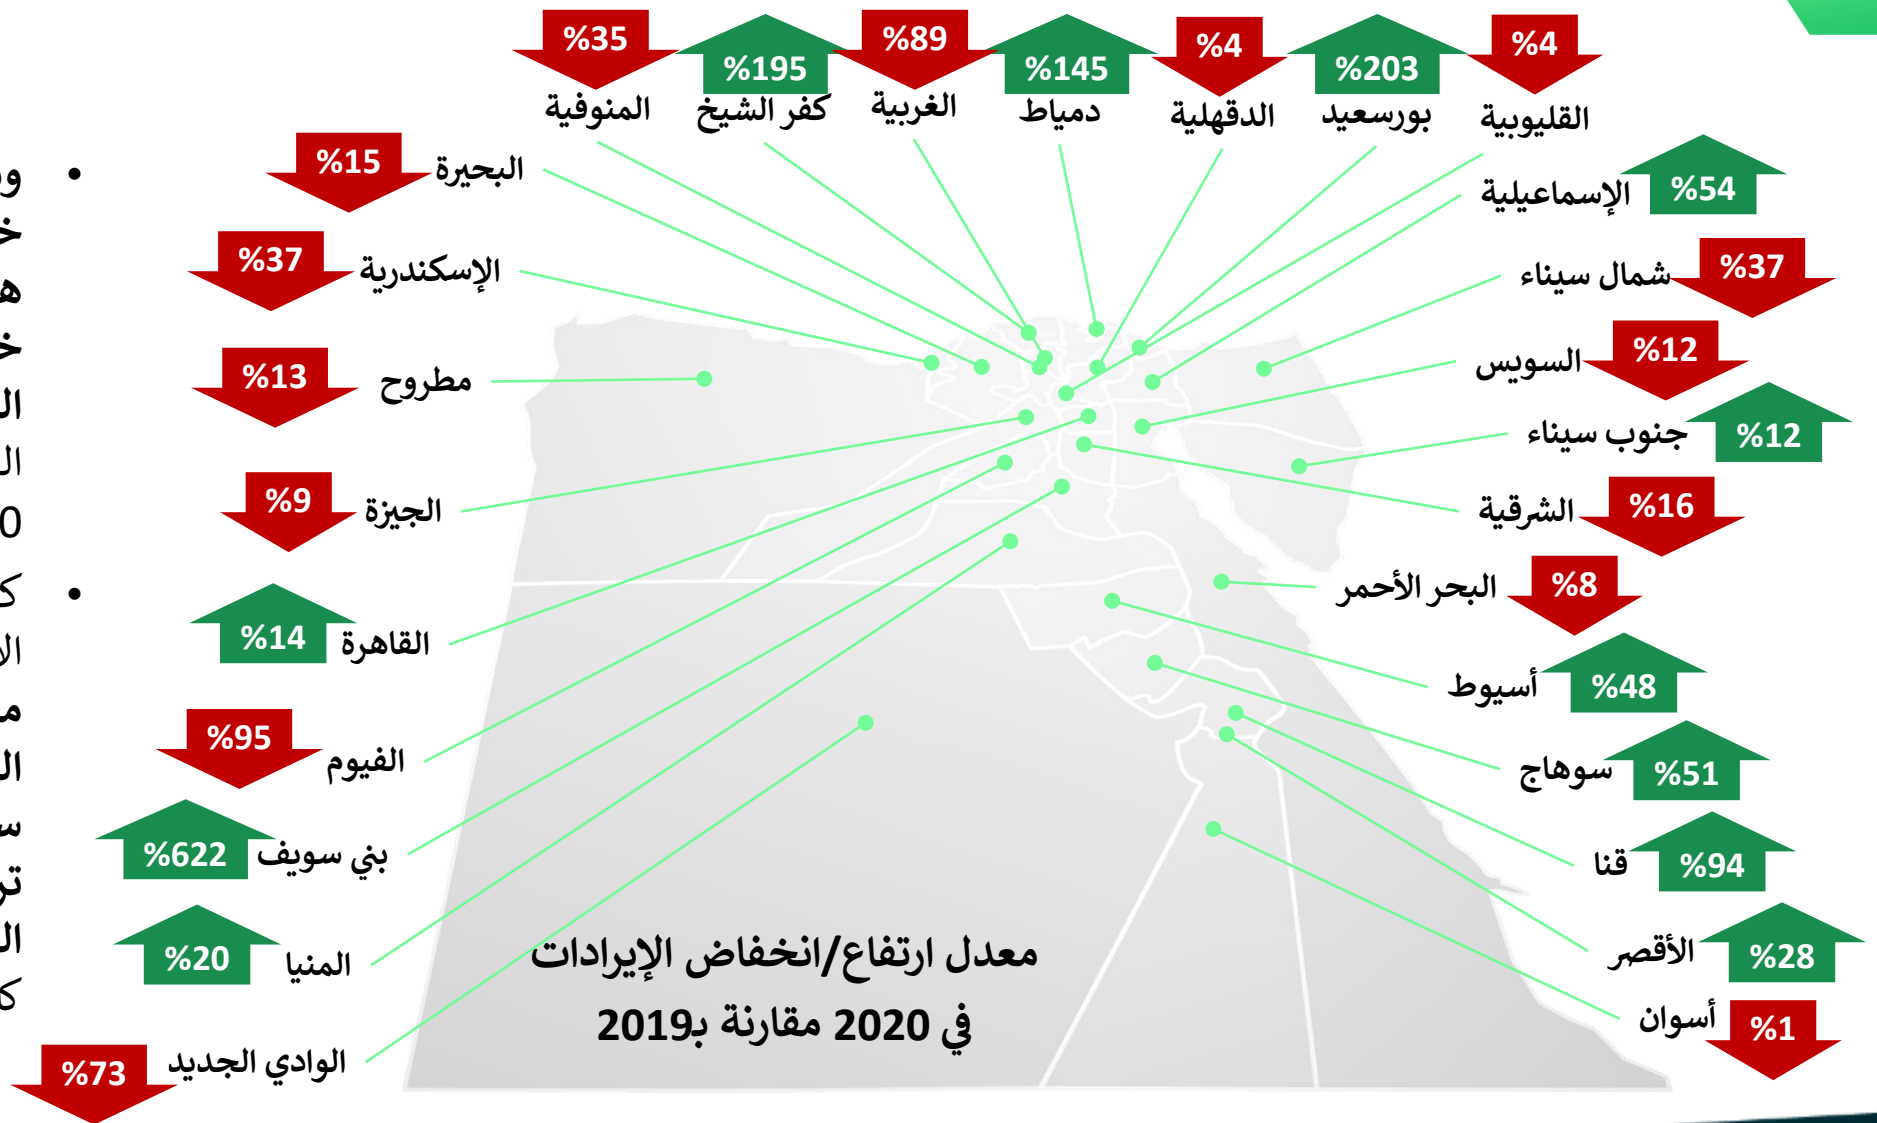 %35
المنوفية
%195
كفر الشيخ
%89
الغربية
%145
دمياط
%4
الدقهلية
%203
بورسعيد
%4
القليوبية
%54
الإسماعيلية
%37
شمال سيناء
%12
السويس
%12
جنوب سيناء
%16
الشرقية
%8
البحر الأحمر
%48
أسيوط
%51
سوهاج
%94
قنا
%28
الأقصر
%1
أسوان
%15
البحيرة
%37
الإسكندرية
%13
مطروح
%9
الجيزة
%14
القاهرة
%95
الفيوم
%622
بني سويف
%20
المنيا
%73
الوادي الجديد
معدل ارتفاع/انخفاض الإيرادات
في 2020 مقارنة بـ2019